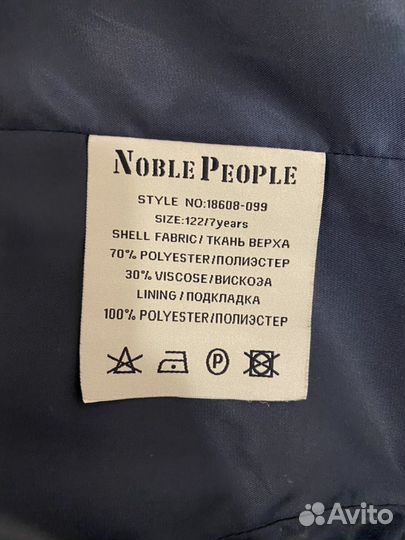 NOBLE PEOPLE
STYLE NO:18608-099
SIZE:122/7years
SHELL FABRIC/ТКАНЬ ВЕРХА
70% POLYESTER/ПОЛИЭСТЕР
30% VISCOSE/ВИСКОЗА
LINING/ПОДКЛАДКА
100% POLYESTER/ПОЛИЭСТЕР
P
Avito